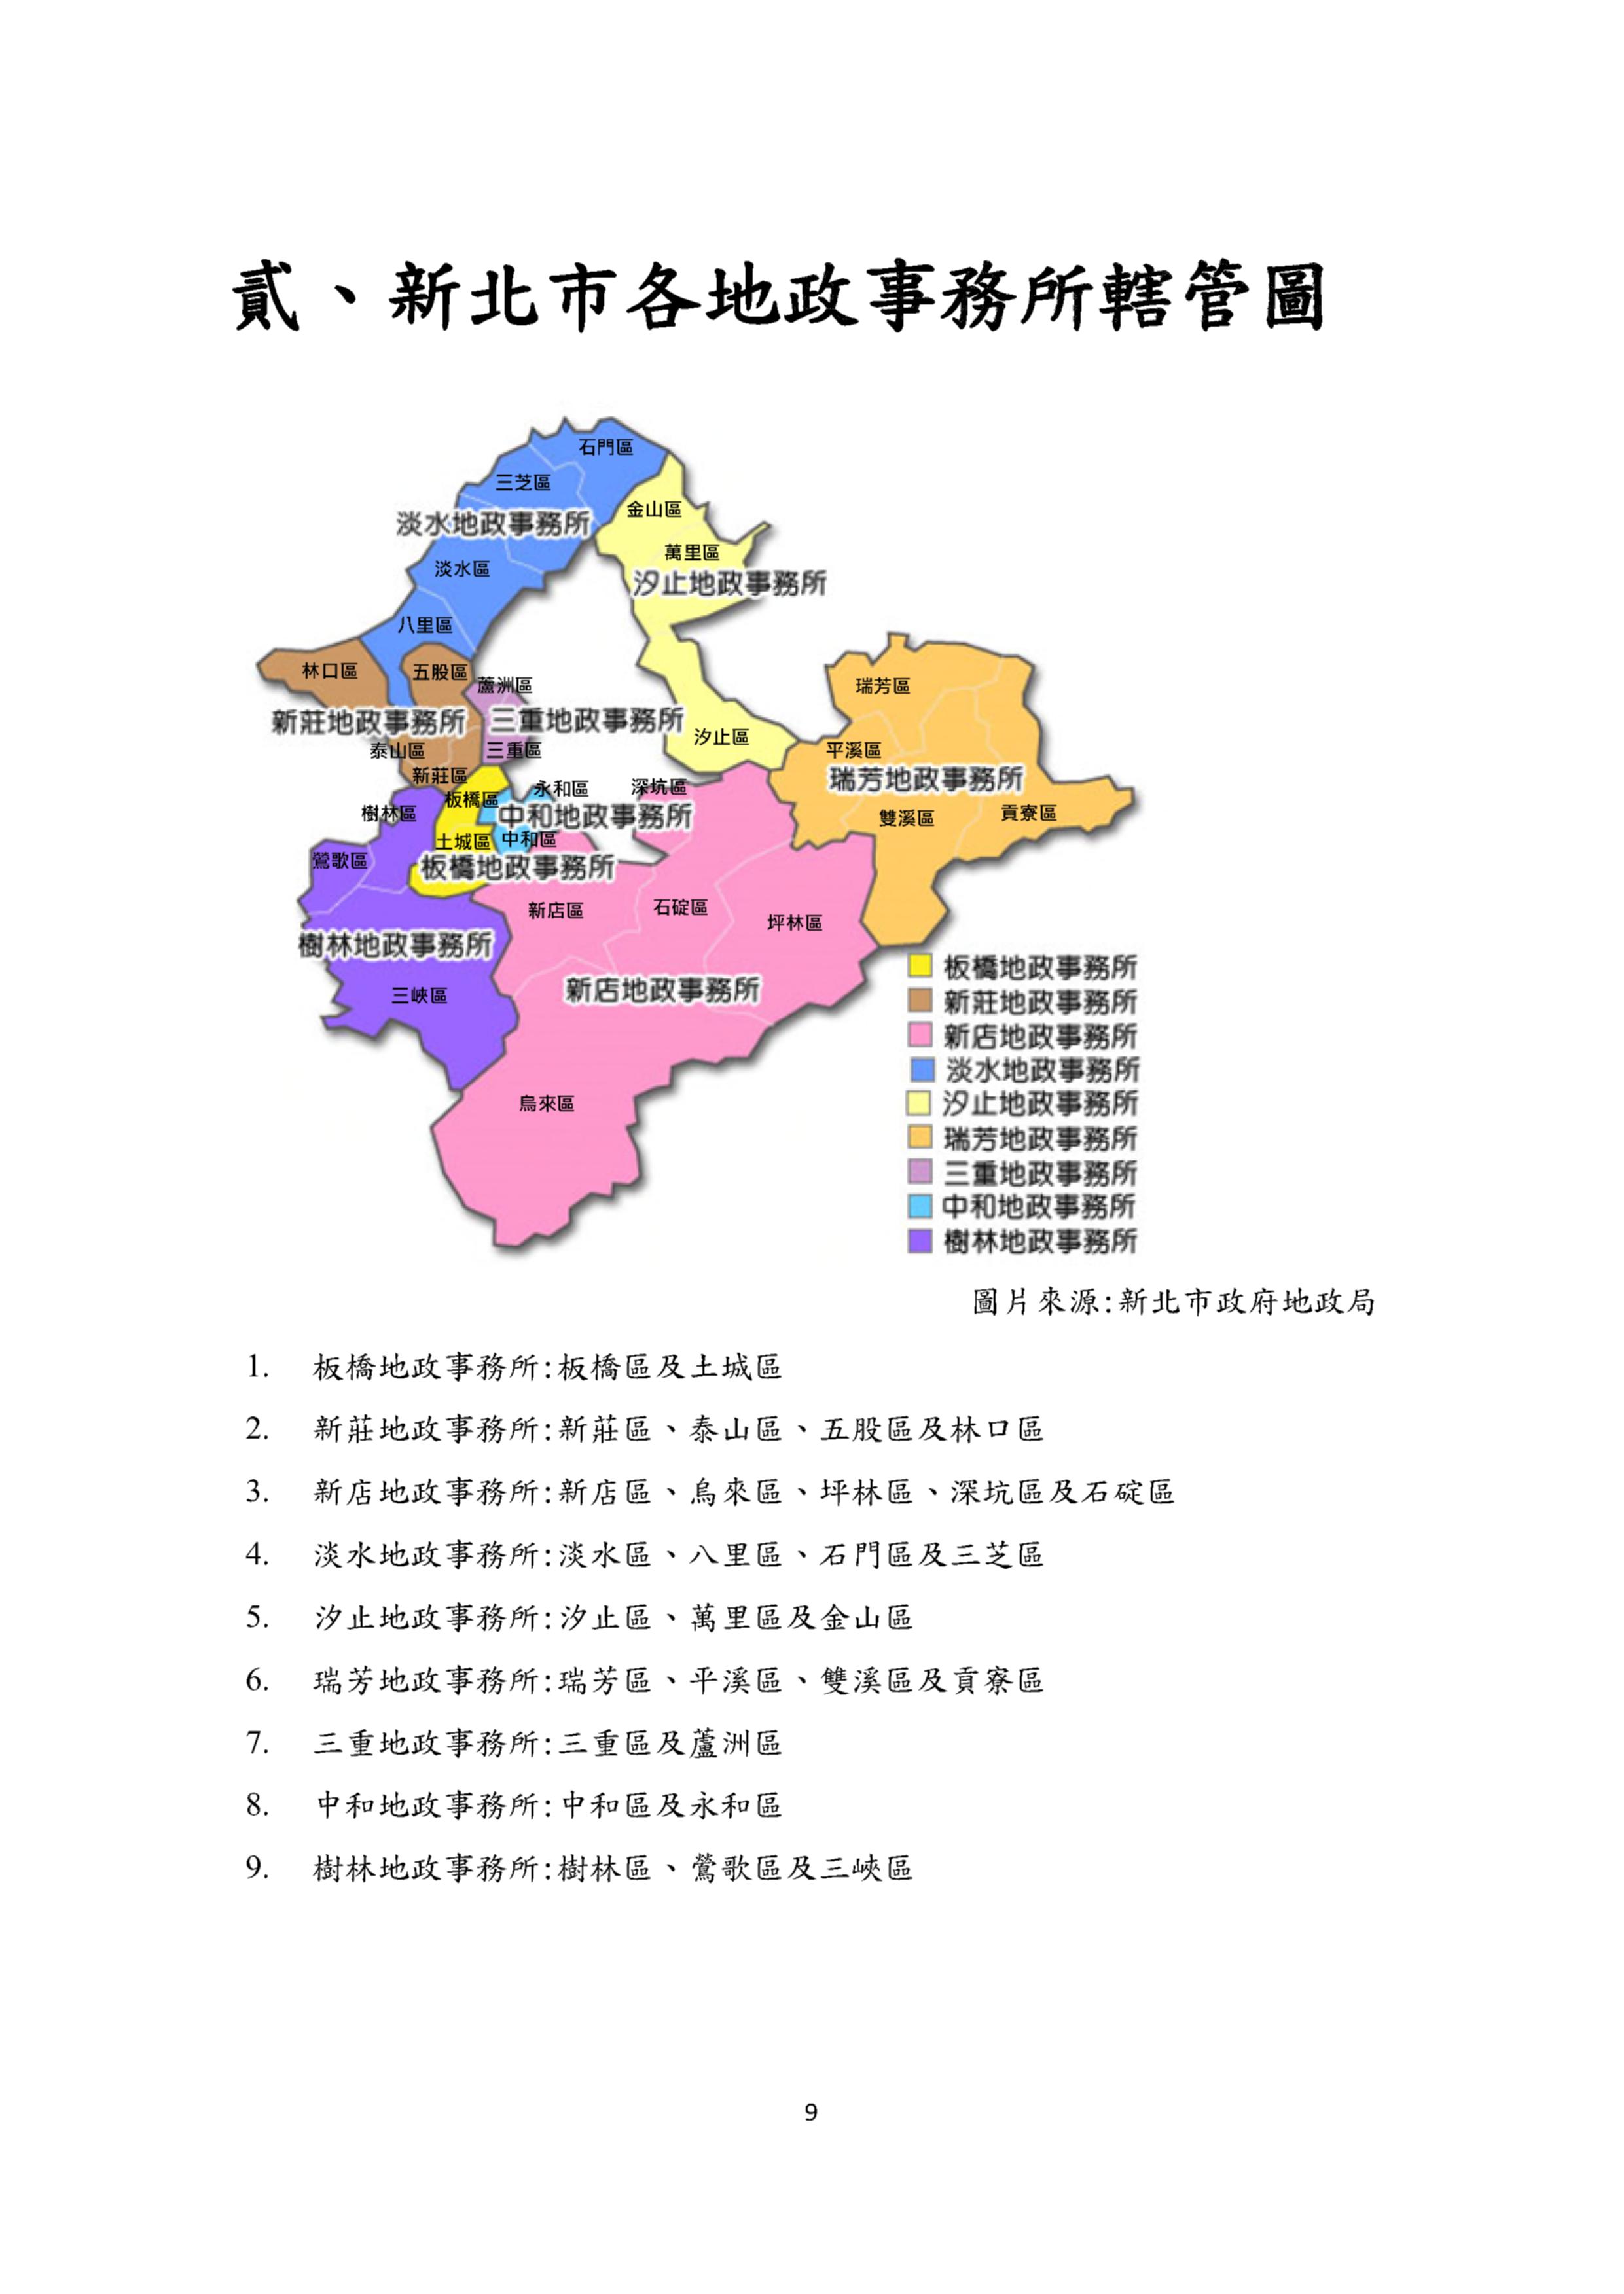 貳、新北市各地政事務所轄管圖
石門區
三芝區
金山區
淡水地政事務所
萬里區
淡水區
汐止地政事務所
八里區
林口區
五股區
蘆洲區
瑞芳區
新莊地政事務所
三重地政事務所
汐止區
泰山區
三重區
平溪區
新莊區
瑞芳地政事務所
永和區
深坑區
板橋區
樹林區
中和地政事務所
雙溪區
貢寮區
土城區
中和區
鶯歌區
板橋地政事務所
新店區
石碇區
坪林區
樹林地政事務所
三峽區
新店地政事務所
烏來區
板橋地政事務所
新莊地政事務所
新店地政事務所
淡水地政事務所
汐止地政事務所
瑞芳地政事務所
三重地政事務所
中和地政事務所
樹林地政事務所
圖片來源:新北市政府地政局
1. 板橋地政事務所:板橋區及土城區
2. 新莊地政事務所:新莊區、泰山區、五股區及林口區
3. 新店地政事務所:新店區、烏來區、坪林區、深坑區及石碇區
4. 淡水地政事務所:淡水區、八里區、石門區及三芝區
5. 汐止地政事務所:汐止區、萬里區及金山區
6. 瑞芳地政事務所:瑞芳區、平溪區、雙溪區及貢寮區
7. 三重地政事務所:三重區及蘆洲區
8. 中和地政事務所:中和區及永和區
9. 樹林地政事務所:樹林區、鶯歌區及三峽區
9